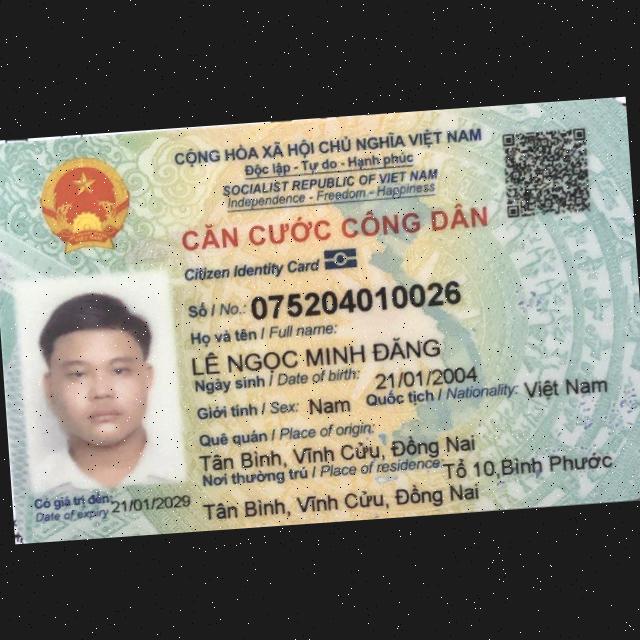 CỘNG HÒA XÃ HỘI CHỦ NGHĨA VIỆT NAM
Độc lập - Tự do - Hạnh phúc
SOCIALIST REPUBLIC OF VIET NAM
Independence - Freedom - Happiness
CĂN CƯỚC CÔNG DÂN
Citizen Identity Card
Số / No.: 075204010026
Họ và tên / Full name:
LÊ NGỌC MINH ĐĂNG
Ngày sinh / Date of birth: 21/01/2004
Giới tính / Sex: Nam Quốc tịch / Nationality: Việt Nam
Quê quán / Place of origin:
Tân Bình, Vĩnh Cửu, Đồng Nai
Nơi thường trú / Place of residence: Tổ 10 Bình Phước
Tân Bình, Vĩnh Cửu, Đồng Nai
Có giá trị đến: 21/01/2029
Date of expiry